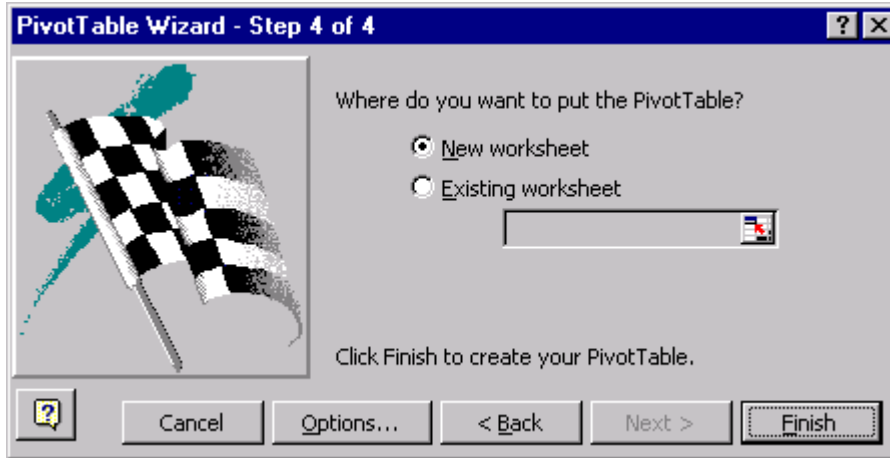 PivotTable Wizard - Step 4 of 4
Where do you want to put the PivotTable?
New worksheet
Existing worksheet
Click Finish to create your PivotTable.
Cancel Options... < Back Next > Finish